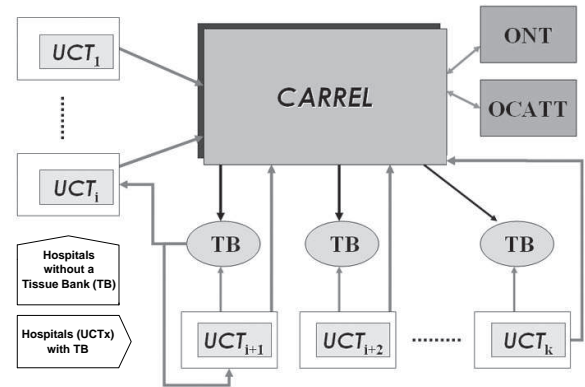 UCT1
CARREL
ONT
OCATT
UCTi
TB
TB
TB
Hospitals
without a
Tissue Bank (TB)
Hospitals (UCTx)
with TB
UCTi+1
UCTi+2
UCTk